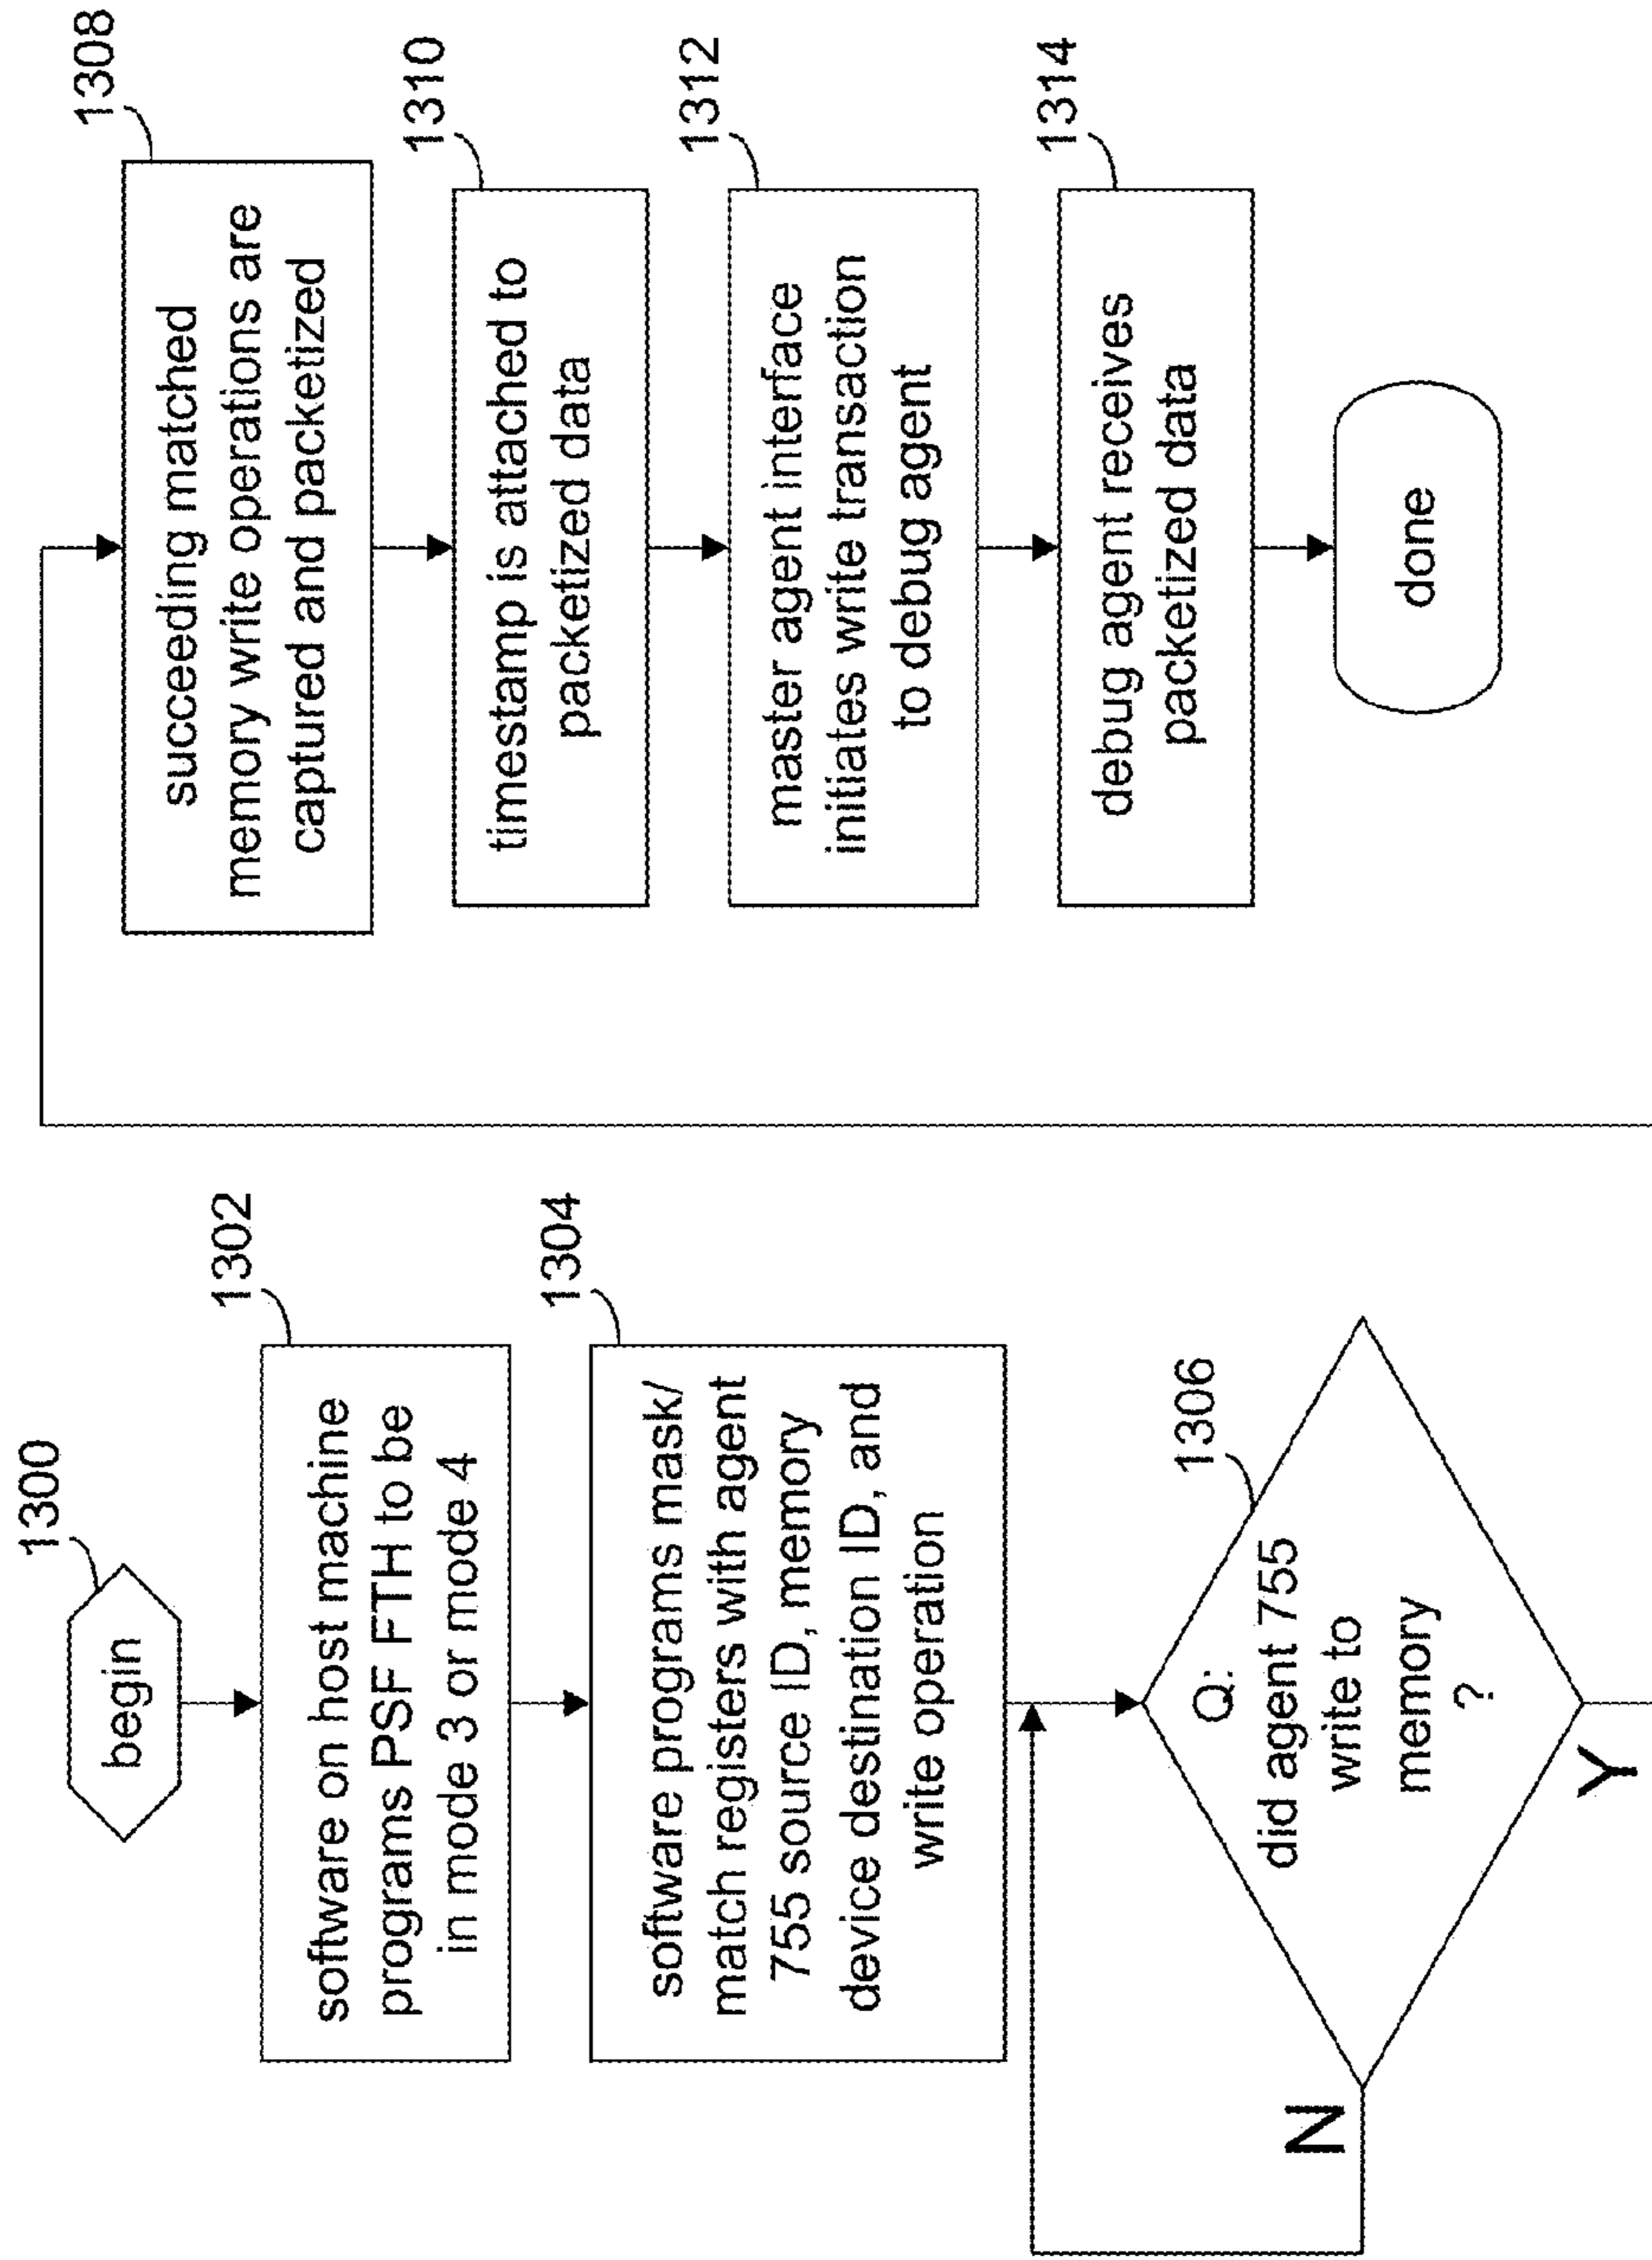 1300
begin
1302
software on host machine
programs PSF FTH to be
in mode 3 or mode 4
1304
software programs mask/
match registers with agent
755 source ID, memory
device destination ID, and
write operation
1306
Q:
did agent 755
write to
memory
?
N
Y
1308
succeeding matched
memory write operations are
captured and packetized
1310
timestamp is attached to
packetized data
1312
master agent interface
initiates write transaction
to debug agent
1314
debug agent receives
packetized data
done